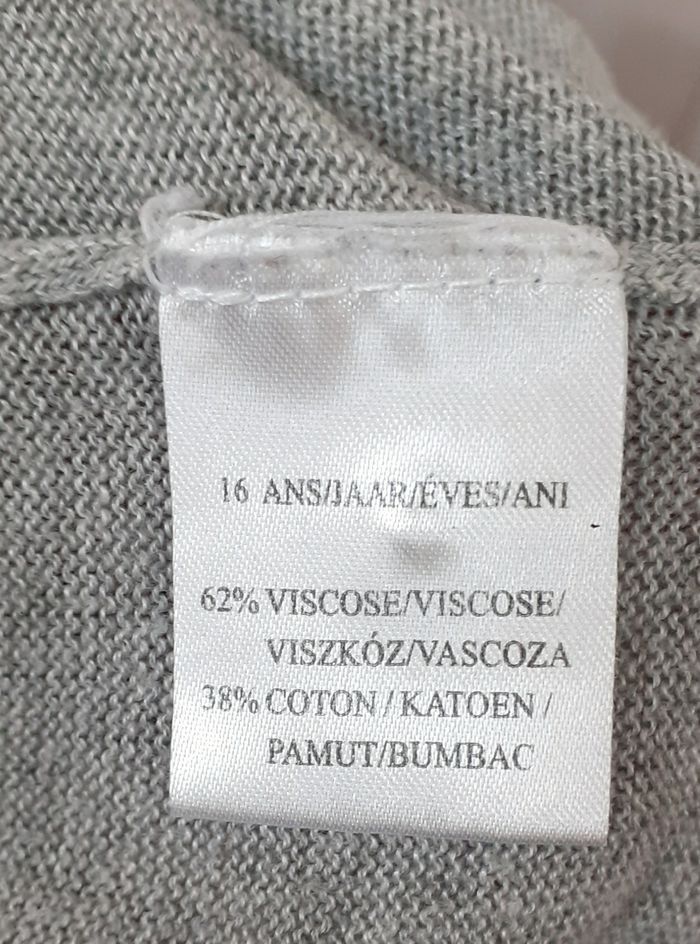 16 ANS/JAAR/ÉVES/ANI
62% VISCOSE/VISCOSE/
VISZKÓZ/VASCOZA
38% COTON / KATOEN /
PAMUT/BUMBAC